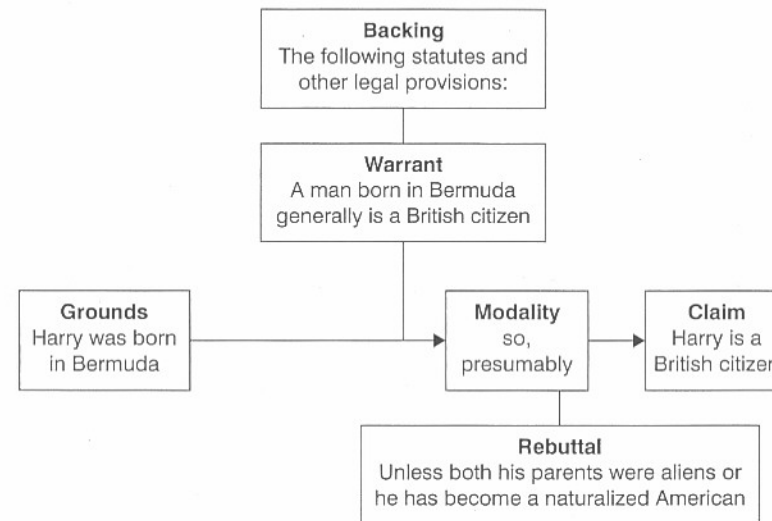 Backing
The following statutes and
other legal provisions:
Warrant
A man born in Bermuda
generally is a British citizen
Grounds
Harry was born
in Bermuda
Modality
so,
presumably
Claim
Harry is a
British citizen
Rebuttal
Unless both his parents were aliens or
he has become a naturalized American